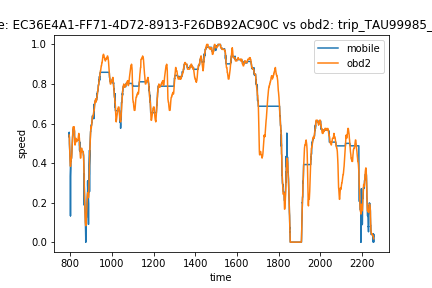 e: EC36E4A1-FF71-4D72-8913-F26DB92AC90C vs obd2: trip_TAU99985_
mobile
obd2
1.0
0.8
0.6
0.4
0.2
0.0
speed
800 1000 1200 1400 1600 1800 2000 2200
time